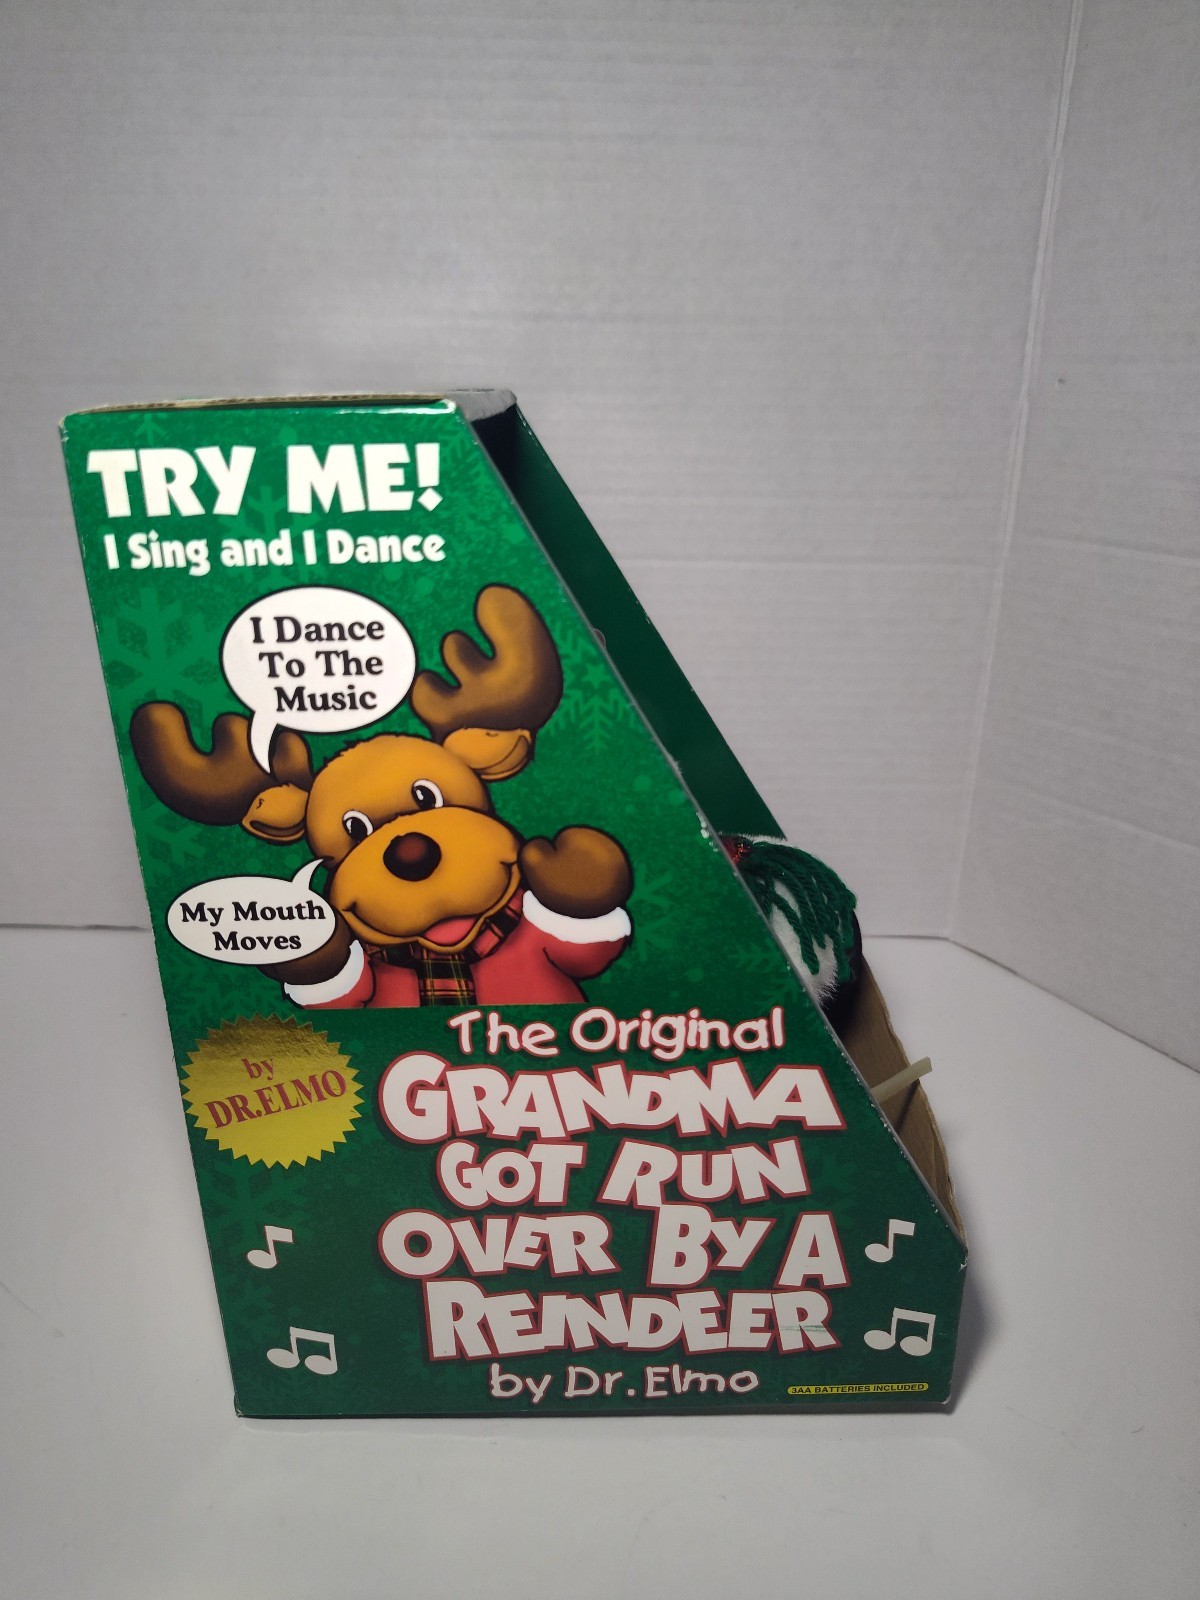 TRY ME!
I Sing and I Dance
I Dance
To The
Music
My Mouth
Moves
by
DR.ELMO
The Original
GRANDMA
GOT RUN
OVER BY A
REINDEER
by Dr.Elmo
3AA BATTERIES INCLUDED